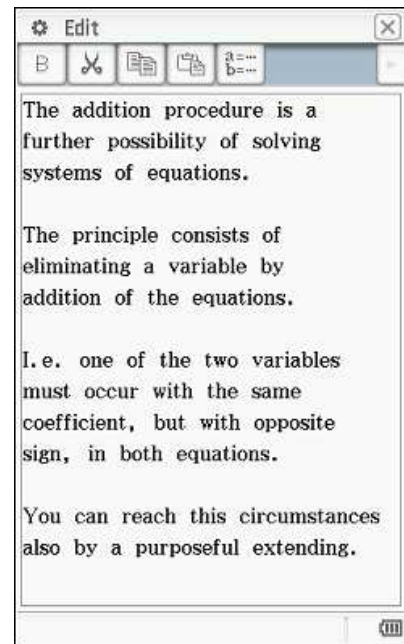 Edit
B
a=...
b=...
The addition procedure is a
further possibility of solving
systems of equations.
The principle consists of
eliminating a variable by
addition of the equations.
I.e. one of the two variables
must occur with the same
coefficient, but with opposite
sign, in both equations.
You can reach this circumstances
also by a purposeful extending.